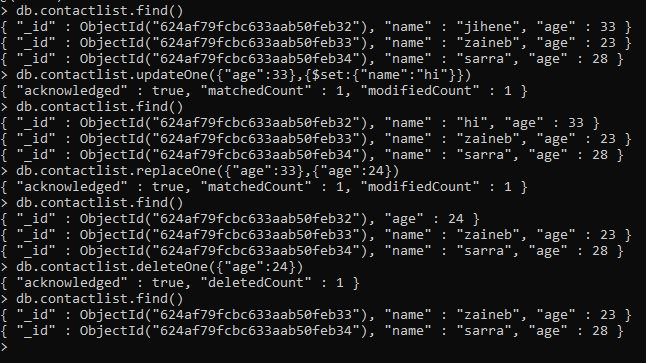 > db.contactlist.find()
{ "_id" : ObjectId("624af79fcbc633aab50feb32"), "name" : "jihene", "age" : 33 }
{ "_id" : ObjectId("624af79fcbc633aab50feb33"), "name" : "zaineb", "age" : 23 }
{ "_id" : ObjectId("624af79fcbc633aab50feb34"), "name" : "sarra", "age" : 28 }
> db.contactlist.updateOne({"age":33},{$set:{"name":"hi"}})
{ "acknowledged" : true, "matchedCount" : 1, "modifiedCount" : 1 }
> db.contactlist.find()
{ "_id" : ObjectId("624af79fcbc633aab50feb32"), "name" : "hi", "age" : 33 }
{ "_id" : ObjectId("624af79fcbc633aab50feb33"), "name" : "zaineb", "age" : 23 }
{ "_id" : ObjectId("624af79fcbc633aab50feb34"), "name" : "sarra", "age" : 28 }
> db.contactlist.replaceOne({"age":33},{"age":24})
{ "acknowledged" : true, "matchedCount" : 1, "modifiedCount" : 1 }
> db.contactlist.find()
{ "_id" : ObjectId("624af79fcbc633aab50feb32"), "age" : 24 }
{ "_id" : ObjectId("624af79fcbc633aab50feb33"), "name" : "zaineb", "age" : 23 }
{ "_id" : ObjectId("624af79fcbc633aab50feb34"), "name" : "sarra", "age" : 28 }
> db.contactlist.deleteOne({"age":24})
{ "acknowledged" : true, "deletedCount" : 1 }
> db.contactlist.find()
{ "_id" : ObjectId("624af79fcbc633aab50feb33"), "name" : "zaineb", "age" : 23 }
{ "_id" : ObjectId("624af79fcbc633aab50feb34"), "name" : "sarra", "age" : 28 }
>